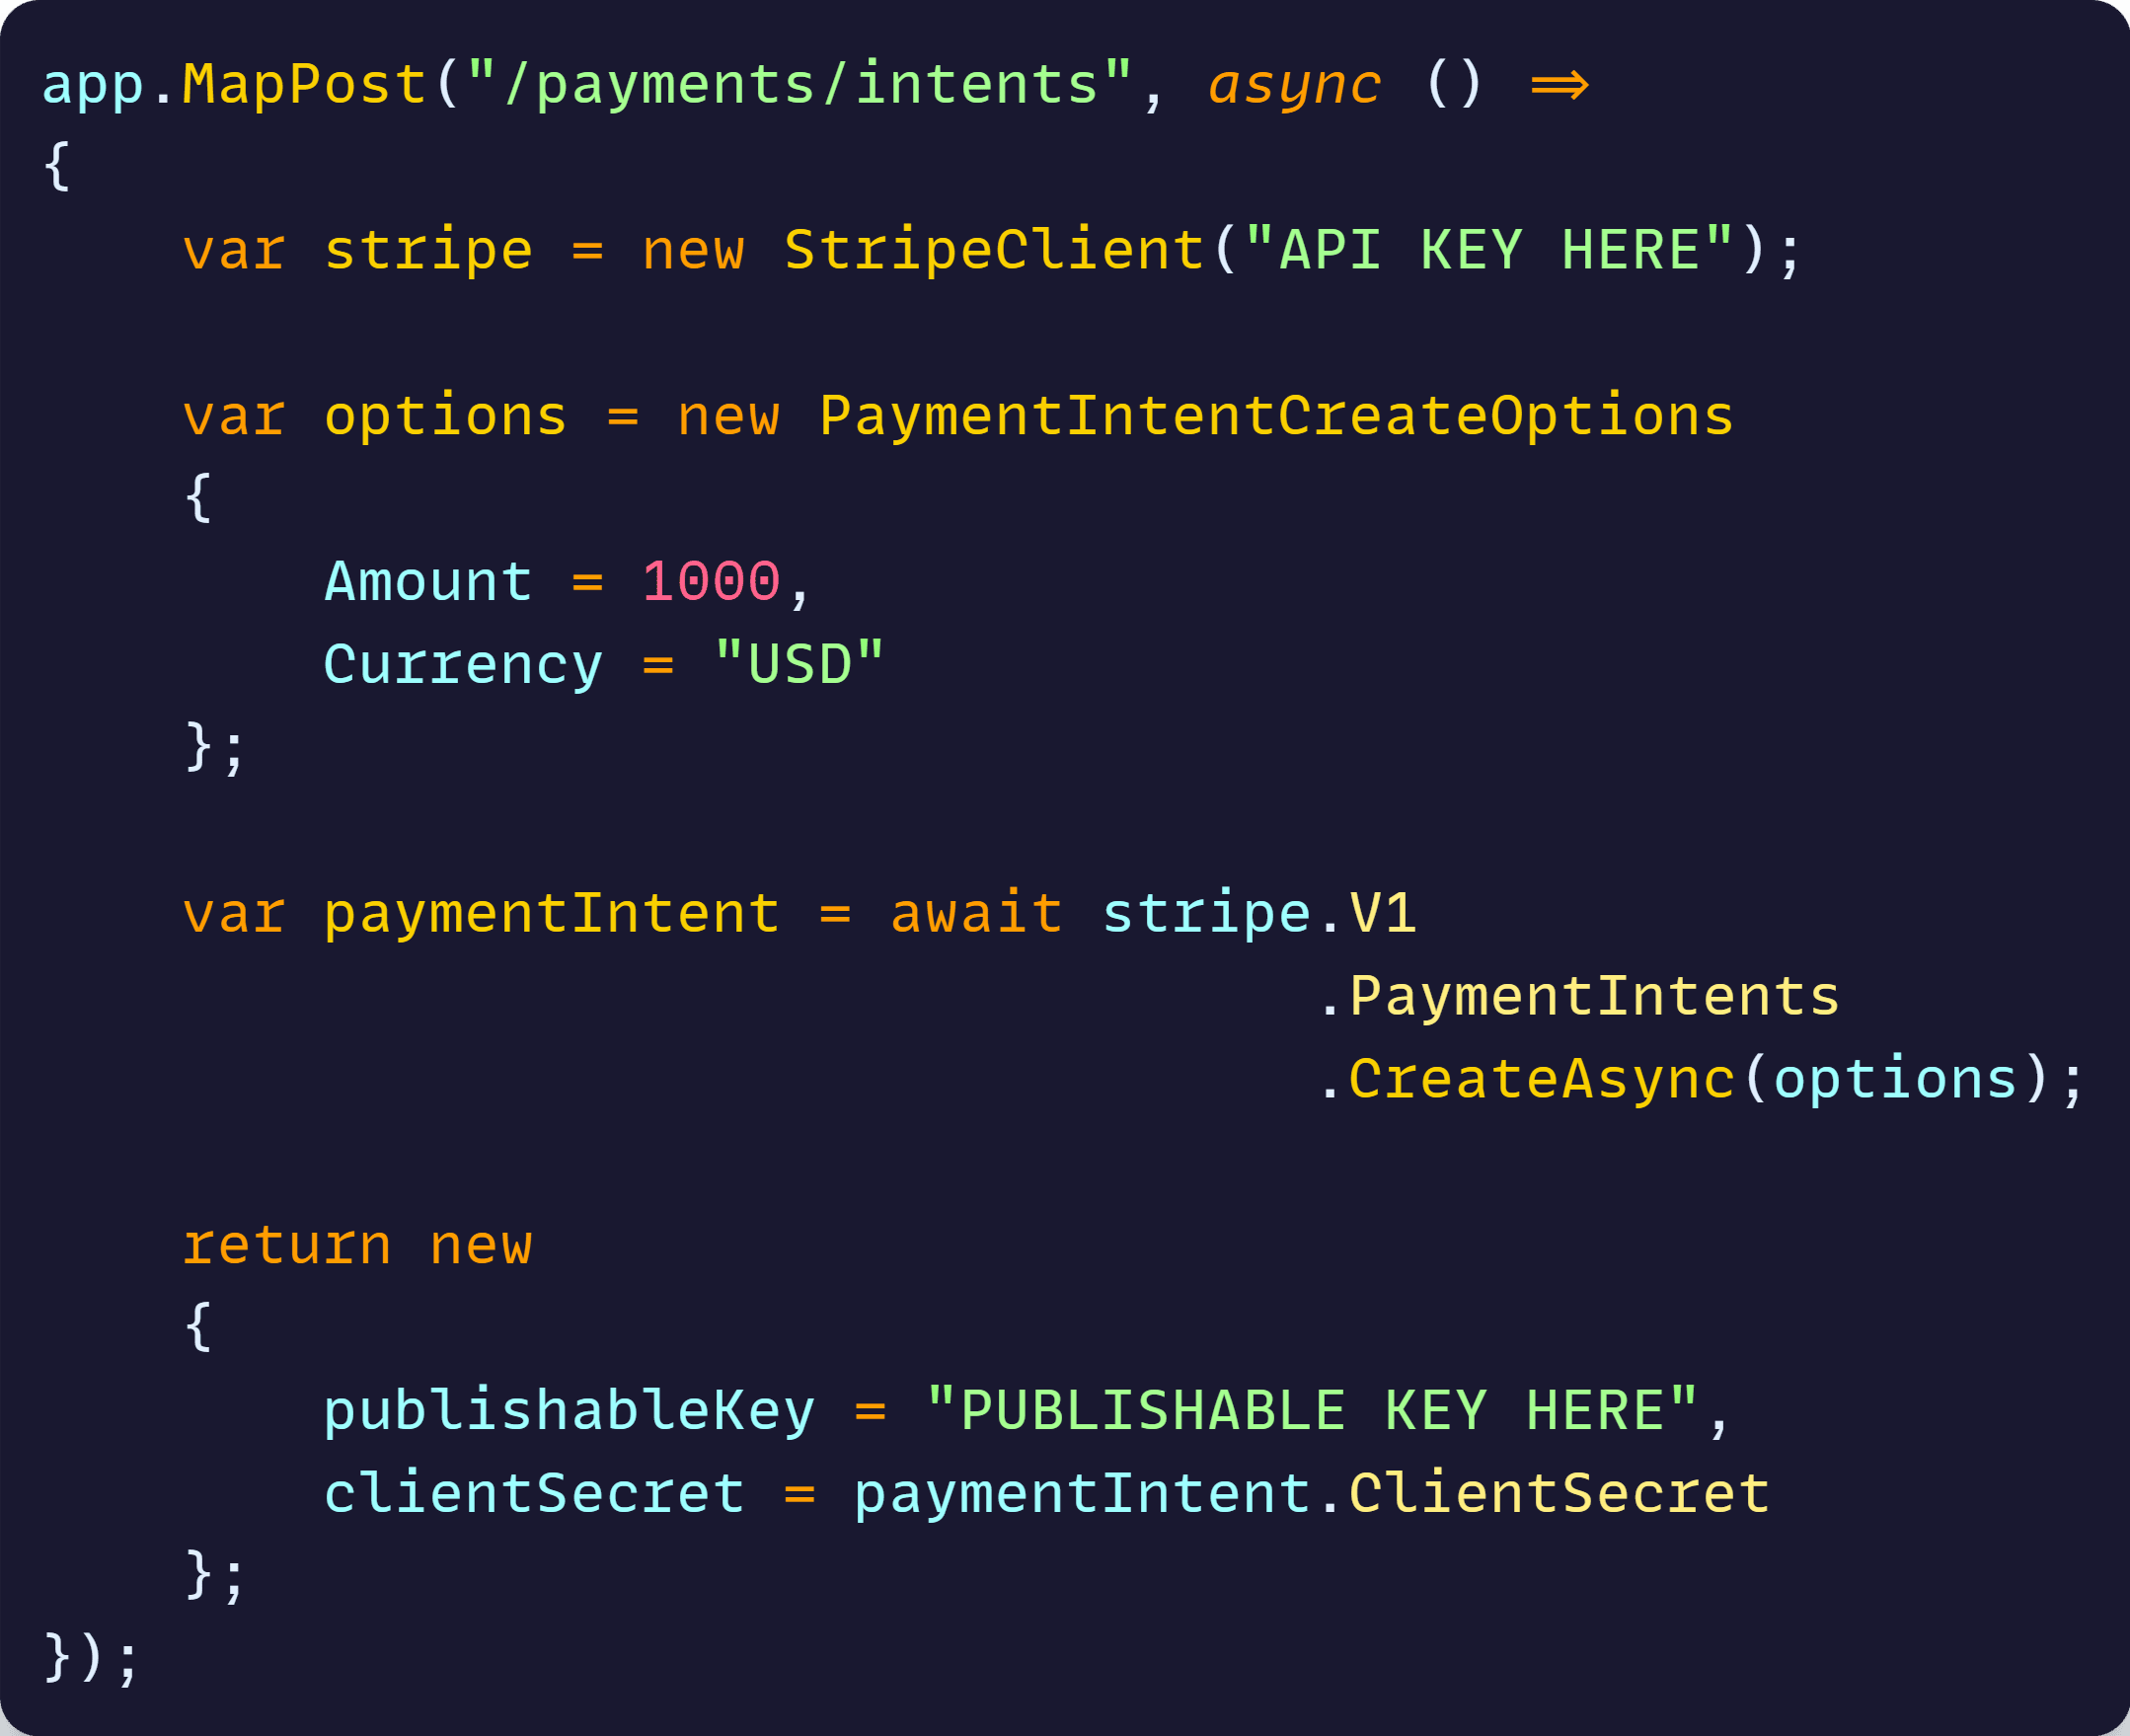 app.MapPost("/payments/intents", async () =>
{
    var stripe = new StripeClient("API KEY HERE");

    var options = new PaymentIntentCreateOptions
    {
        Amount = 1000,
        Currency = "USD"
    };

    var paymentIntent = await stripe.V1
                                    .PaymentIntents
                                    .CreateAsync(options);

    return new
    {
        publishableKey = "PUBLISHABLE KEY HERE",
        clientSecret = paymentIntent.ClientSecret
    };
});